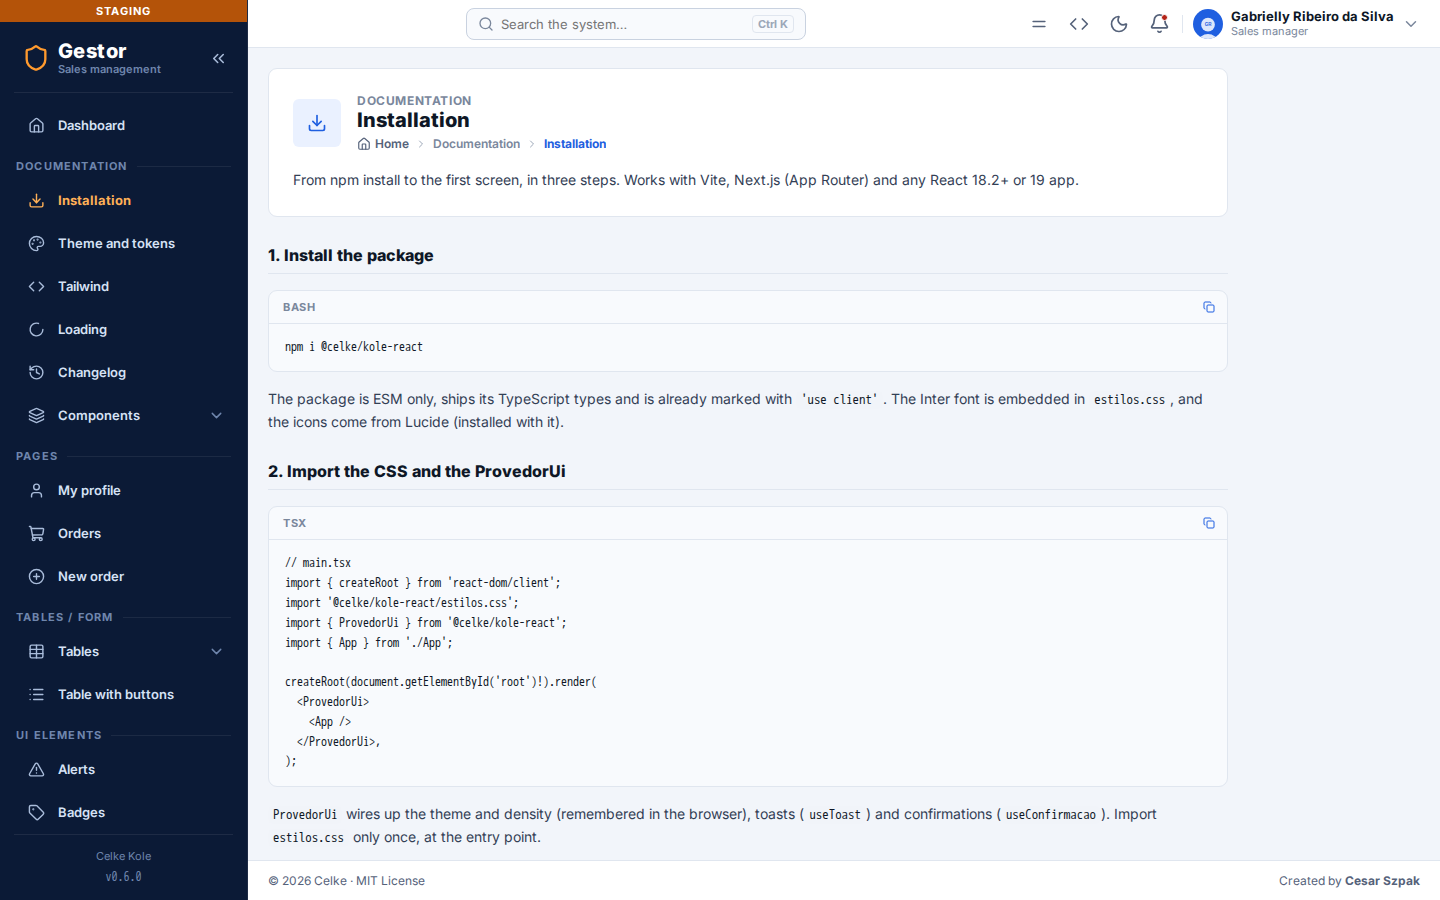 STAGING
Gestor
Sales management
Dashboard
DOCUMENTATION
Installation
Theme and tokens
Tailwind
Loading
Changelog
Components
PAGES
My profile
Orders
New order
TABLES / FORM
Tables
Table with buttons
UI ELEMENTS
Alerts
Badges
Celke Kole
v0.6.0
Search the system...
Ctrl K
GR
Gabrielly Ribeiro da Silva
Sales manager
DOCUMENTATION
Installation
Home > Documentation > Installation
From npm install to the first screen, in three steps. Works with Vite, Next.js (App Router) and any React 18.2+ or 19 app.
1. Install the package
BASH
npm i @celke/kole-react
The package is ESM only, ships its TypeScript types and is already marked with 'use client' . The Inter font is embedded in estilos.css , and
the icons come from Lucide (installed with it).
2. Import the CSS and the ProvedorUi
TSX
// main.tsx
import { createRoot } from 'react-dom/client';
import '@celke/kole-react/estilos.css';
import { ProvedorUi } from '@celke/kole-react';
import { App } from './App';
createRoot(document.getElementById('root')!).render(
<ProvedorUi>
<App />
</ProvedorUi>,
);
ProvedorUi wires up the theme and density (remembered in the browser), toasts ( useToast ) and confirmations ( useConfirmacao ). Import
estilos.css only once, at the entry point.
© 2026 Celke · MIT License
Created by Cesar Szpak